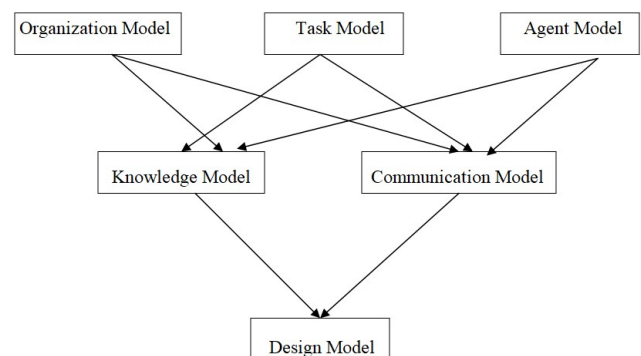 Organization Model
Task Model
Agent Model
Knowledge Model
Communication Model
Design Model